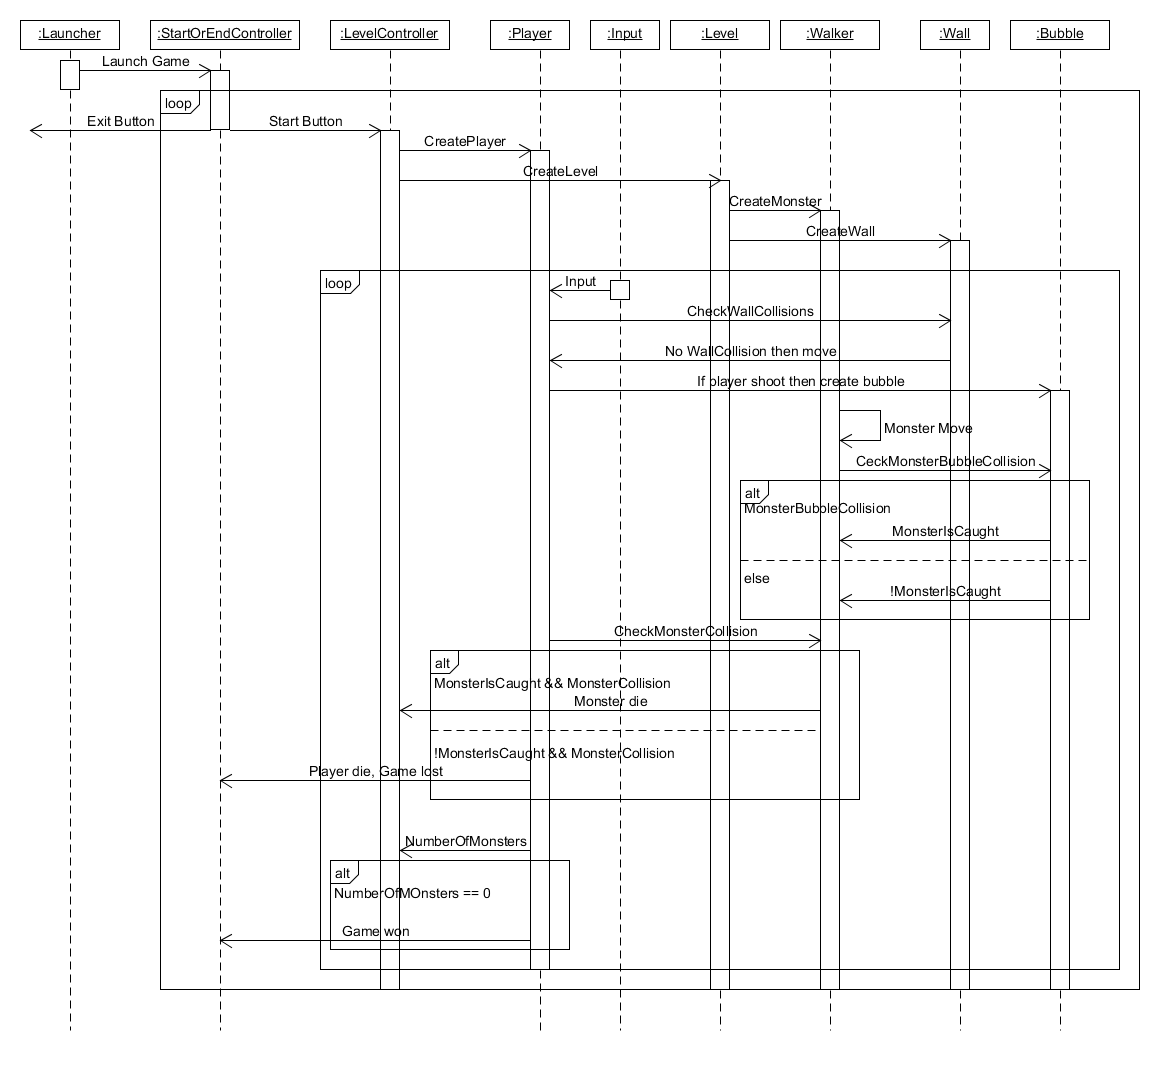 :Launcher
:StartOrEndController
:LevelController
:Player
:Input
:Level
:Walker
:Wall
:Bubble
Launch Game
loop
Exit Button
Start Button
CreatePlayer
CreateLevel
CreateMonster
CreateWall
loop
Input
CheckWallCollisions
No WallCollision then move
If player shoot then create bubble
Monster Move
CeckMonsterBubbleCollision
alt
MonsterBubbleCollision
MonsterIsCaught
else
!MonsterIsCaught
CheckMonsterCollision
alt
MonsterIsCaught && MonsterCollision
Monster die
!MonsterIsCaught && MonsterCollision
Player die, Game lost
NumberOfMonsters
alt
NumberOfMOnsters == 0
Game won